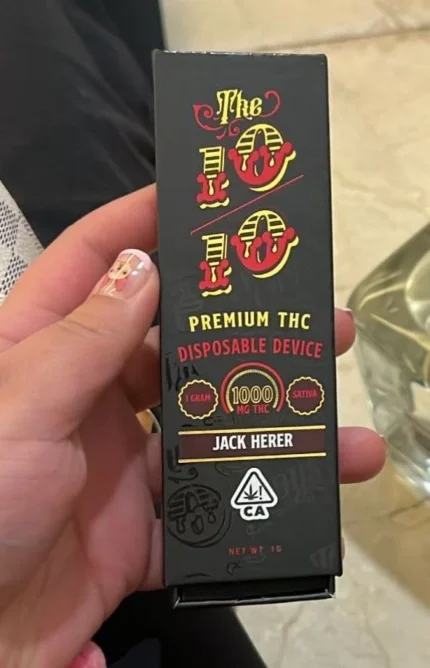 The
10
10
PREMIUM THC
DISPOSABLE DEVICE
1 GRAM
1000
MG THC
SATIVA
JACK HERER
CA
NET WT. 1G